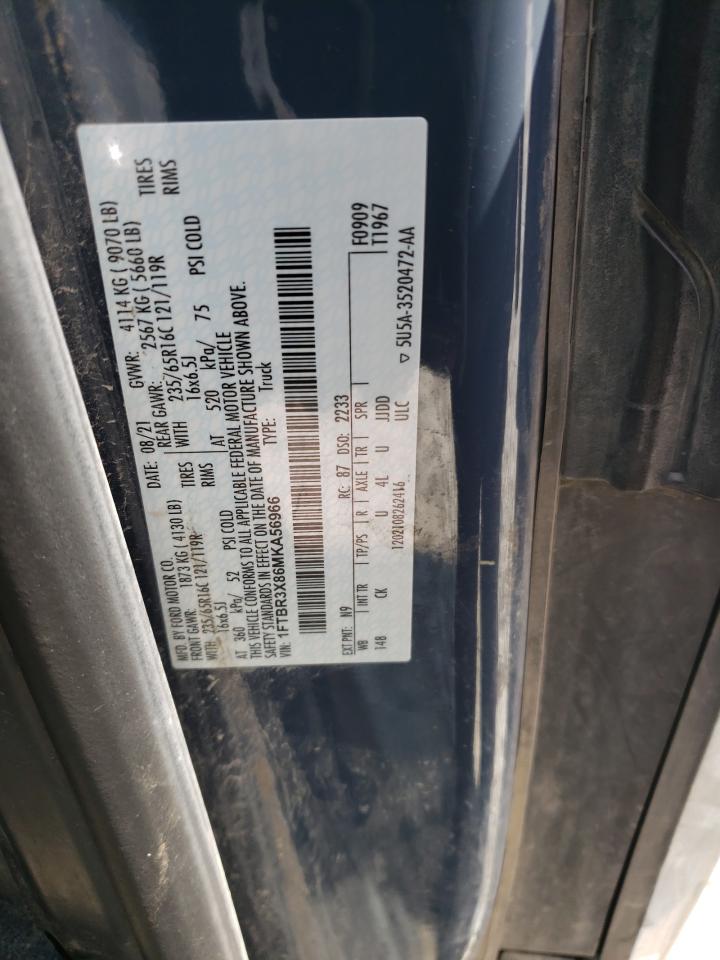 MFD. BY FORD MOTOR CO.
DATE: 08/21 GVWR: 4114 KG ( 9070 LB)
FRONT GAWR: 1873 KG ( 4130 LB) REAR GAWR: 2567 KG ( 5660 LB)
WITH 235/65R16C 121/119R TIRES WITH 235/65R16C 121/119R TIRES
16x6.5J RIMS 16x6.5J RIMS
AT 360 kPa/ 52 PSI COLD AT 520 kPa/ 75 PSI COLD
THIS VEHICLE CONFORMS TO ALL APPLICABLE FEDERAL MOTOR VEHICLE
SAFETY STANDARDS IN EFFECT ON THE DATE OF MANUFACTURE SHOWN ABOVE.
VIN: 1FTBR3X86MKA56966 TYPE: Truck
EXT PNT: N9 RC: 87 DSO: 2233 F0909
WB INT TR TP/PS R AXLE TR SPR TT1967
148 CK U 4L U JJDD
1202108262416 ULC ▽ 5U5A-3520472-AA